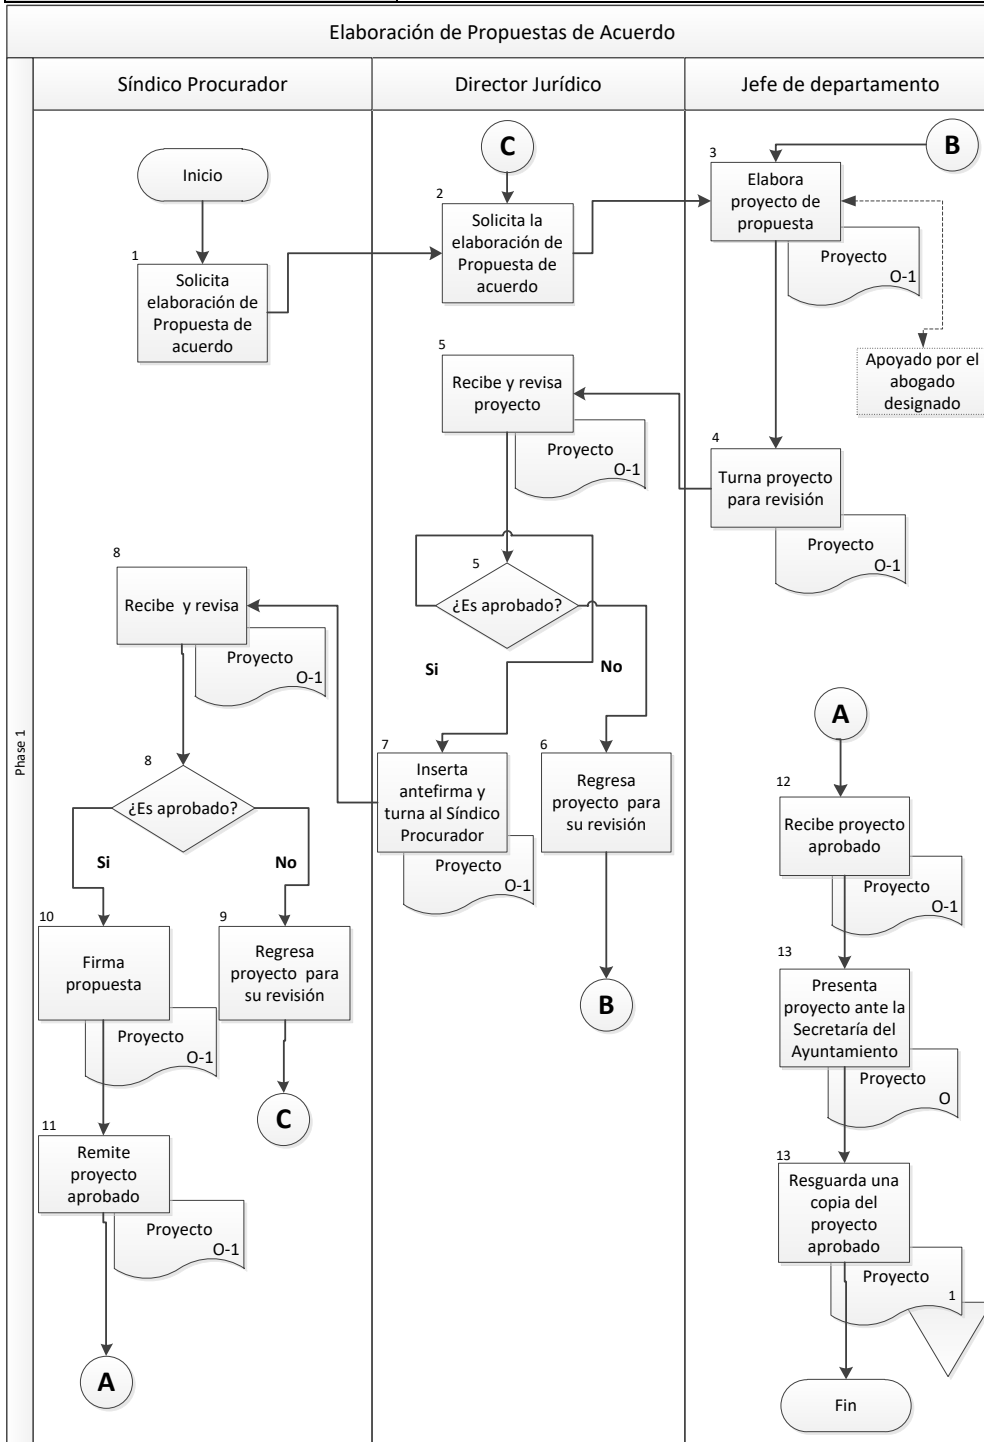 Elaboración de Propuestas de Acuerdo
Síndico Procurador
Director Jurídico
Jefe de departamento
Phase 1
Inicio
1
Solicita
elaboración de
Propuesta de
acuerdo
C
2
Solicita la
elaboración de
Propuesta de
acuerdo
B
3
Elabora
proyecto de
propuesta
Proyecto
O-1
Apoyado por el
abogado
designado
4
Turna proyecto
para revisión
Proyecto
O-1
5
Recibe y revisa
proyecto
Proyecto
O-1
5
¿Es aprobado?
Si
No
6
Regresa
proyecto para
su revisión
B
7
Inserta
antefirma y
turna al Síndico
Procurador
Proyecto
O-1
8
Recibe y revisa
Proyecto
O-1
8
¿Es aprobado?
Si
No
9
Regresa
proyecto para
su revisión
C
10
Firma
propuesta
Proyecto
O-1
11
Remite
proyecto
aprobado
Proyecto
O-1
A
A
12
Recibe proyecto
aprobado
Proyecto
O-1
13
Presenta
proyecto ante la
Secretaría del
Ayuntamiento
Proyecto
O
13
Resguarda una
copia del
proyecto
aprobado
Proyecto
1
Fin